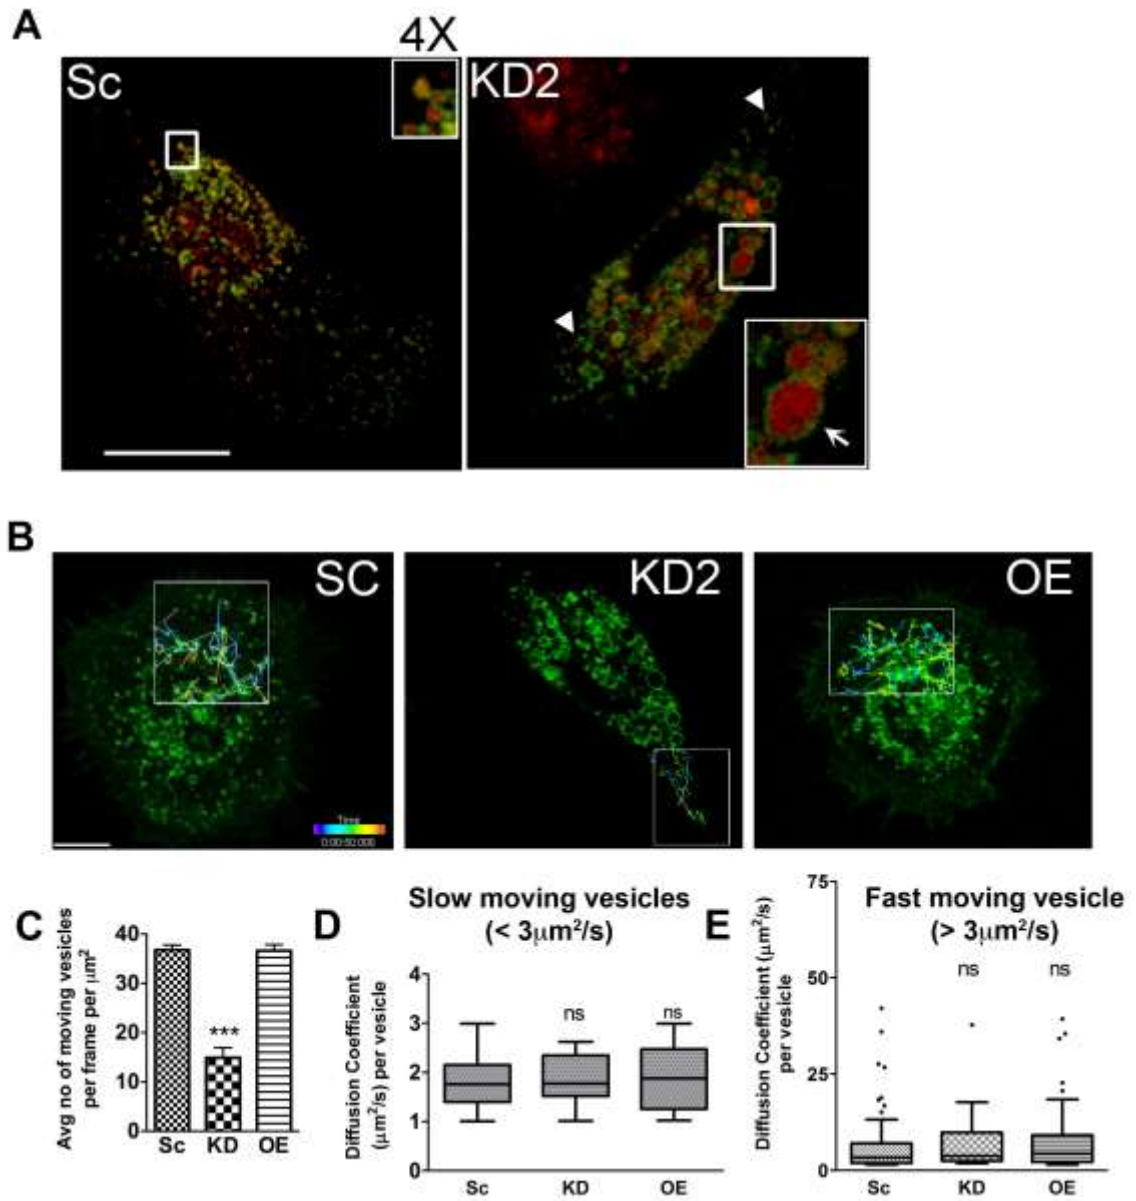 A
4X
Sc
KD2
B
SC
KD2
OE
Time
0:00:50.000
C
Avg no of moving vesicles
per frame per μm²
40
30
20
10
0
***
Sc KD OE
D
Slow moving vesicles
(< 3μm²/s)
Diffusion Coefficient
(μm²/s) per vesicle
4
3
2
1
0
ns
ns
Sc KD OE
E
Fast moving vesicle
(> 3μm²/s)
Diffusion Coefficient (μm²/s)
per vesicle
75
50
25
0
ns
ns
Sc KD OE